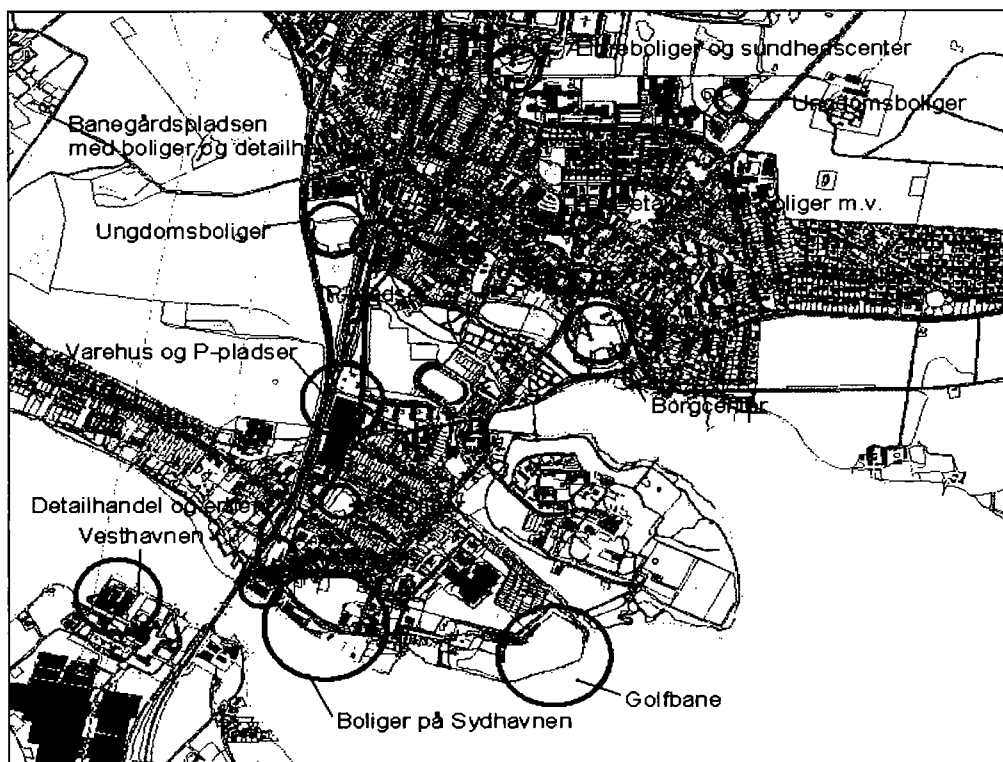 Ældreboliger og sundhedscenter
Ungdomsboliger
Banegårdspladsen
med boliger og detailhandel
boliger m.v.
Ungdomsboliger
Varehus og P-pladser
Borgcenter
Detailhandel og
Vesthavnen
Golfbane
Boliger på Sydhavnen